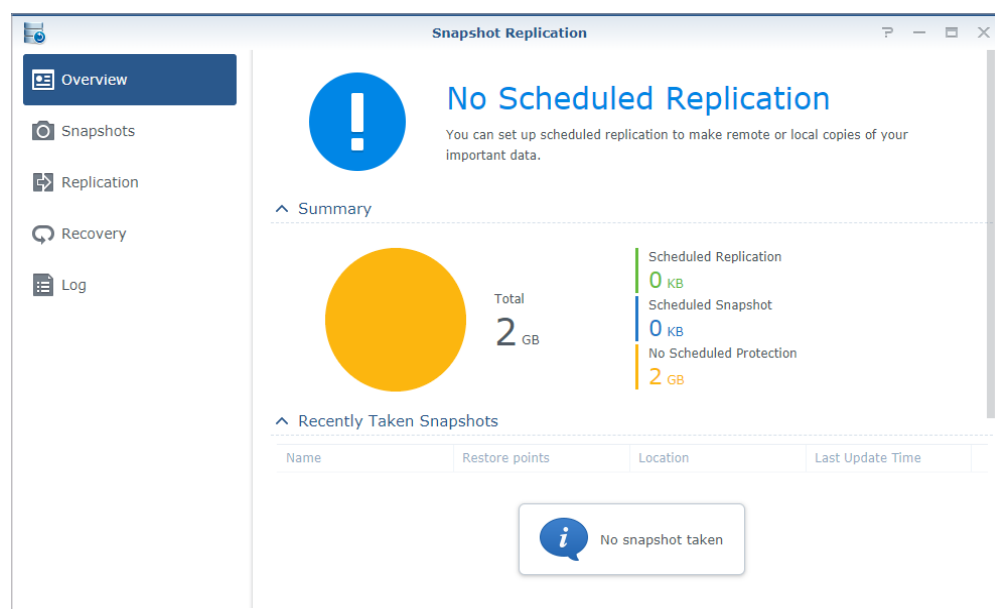 Snapshot Replication
Overview
Snapshots
Replication
Recovery
Log
No Scheduled Replication
You can set up scheduled replication to make remote or local copies of your
important data.
Summary
Total
2 GB
Scheduled Replication
0 KB
Scheduled Snapshot
0 KB
No Scheduled Protection
2 GB
Recently Taken Snapshots
Name Restore points Location Last Update Time
No snapshot taken